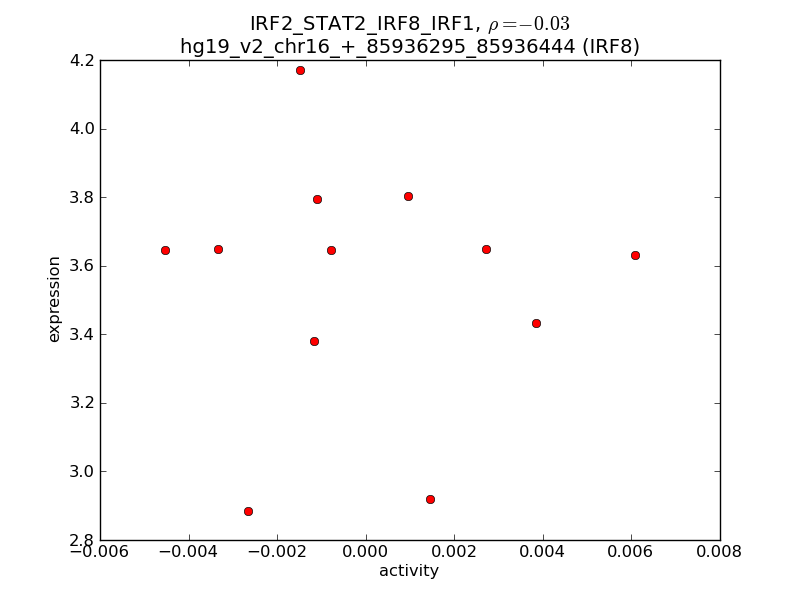 IRF2_STAT2_IRF8_IRF1, ρ=−0.03
hg19_v2_chr16_+_85936295_85936444 (IRF8)
4.2
4.0
3.8
3.6
3.4
3.2
3.0
2.8
expression
−0.006 −0.004 −0.002 0.000 0.002 0.004 0.006 0.008
activity